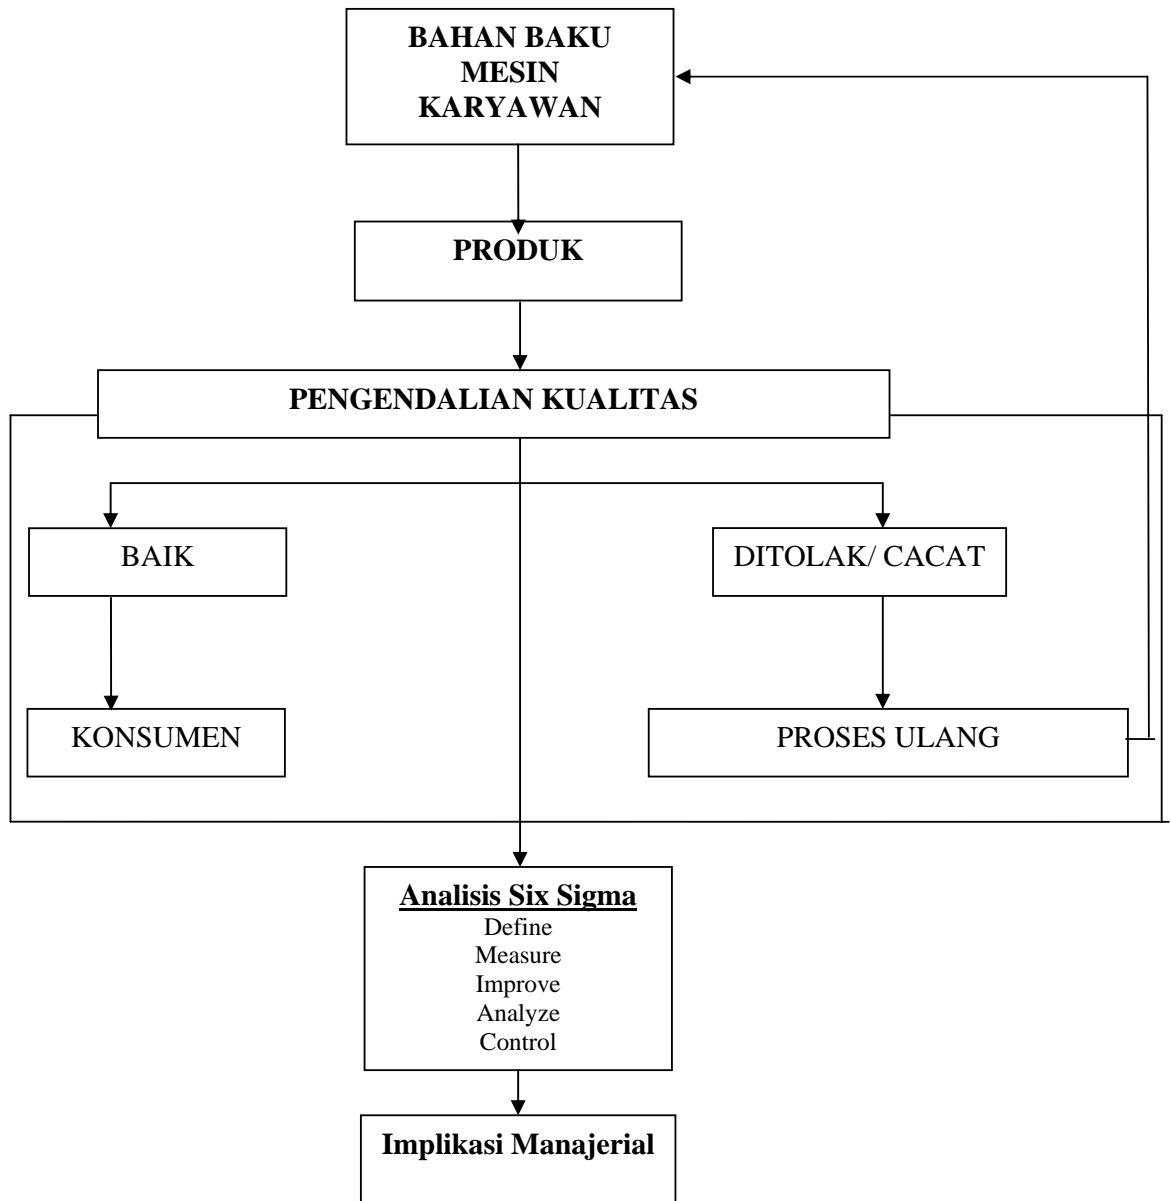 BAHAN BAKU
MESIN
KARYAWAN
PRODUK
PENGENDALIAN KUALITAS
BAIK
DITOLAK/ CACAT
KONSUMEN
PROSES ULANG
Analisis Six Sigma
Define
Measure
Improve
Analyze
Control
Implikasi Manajerial